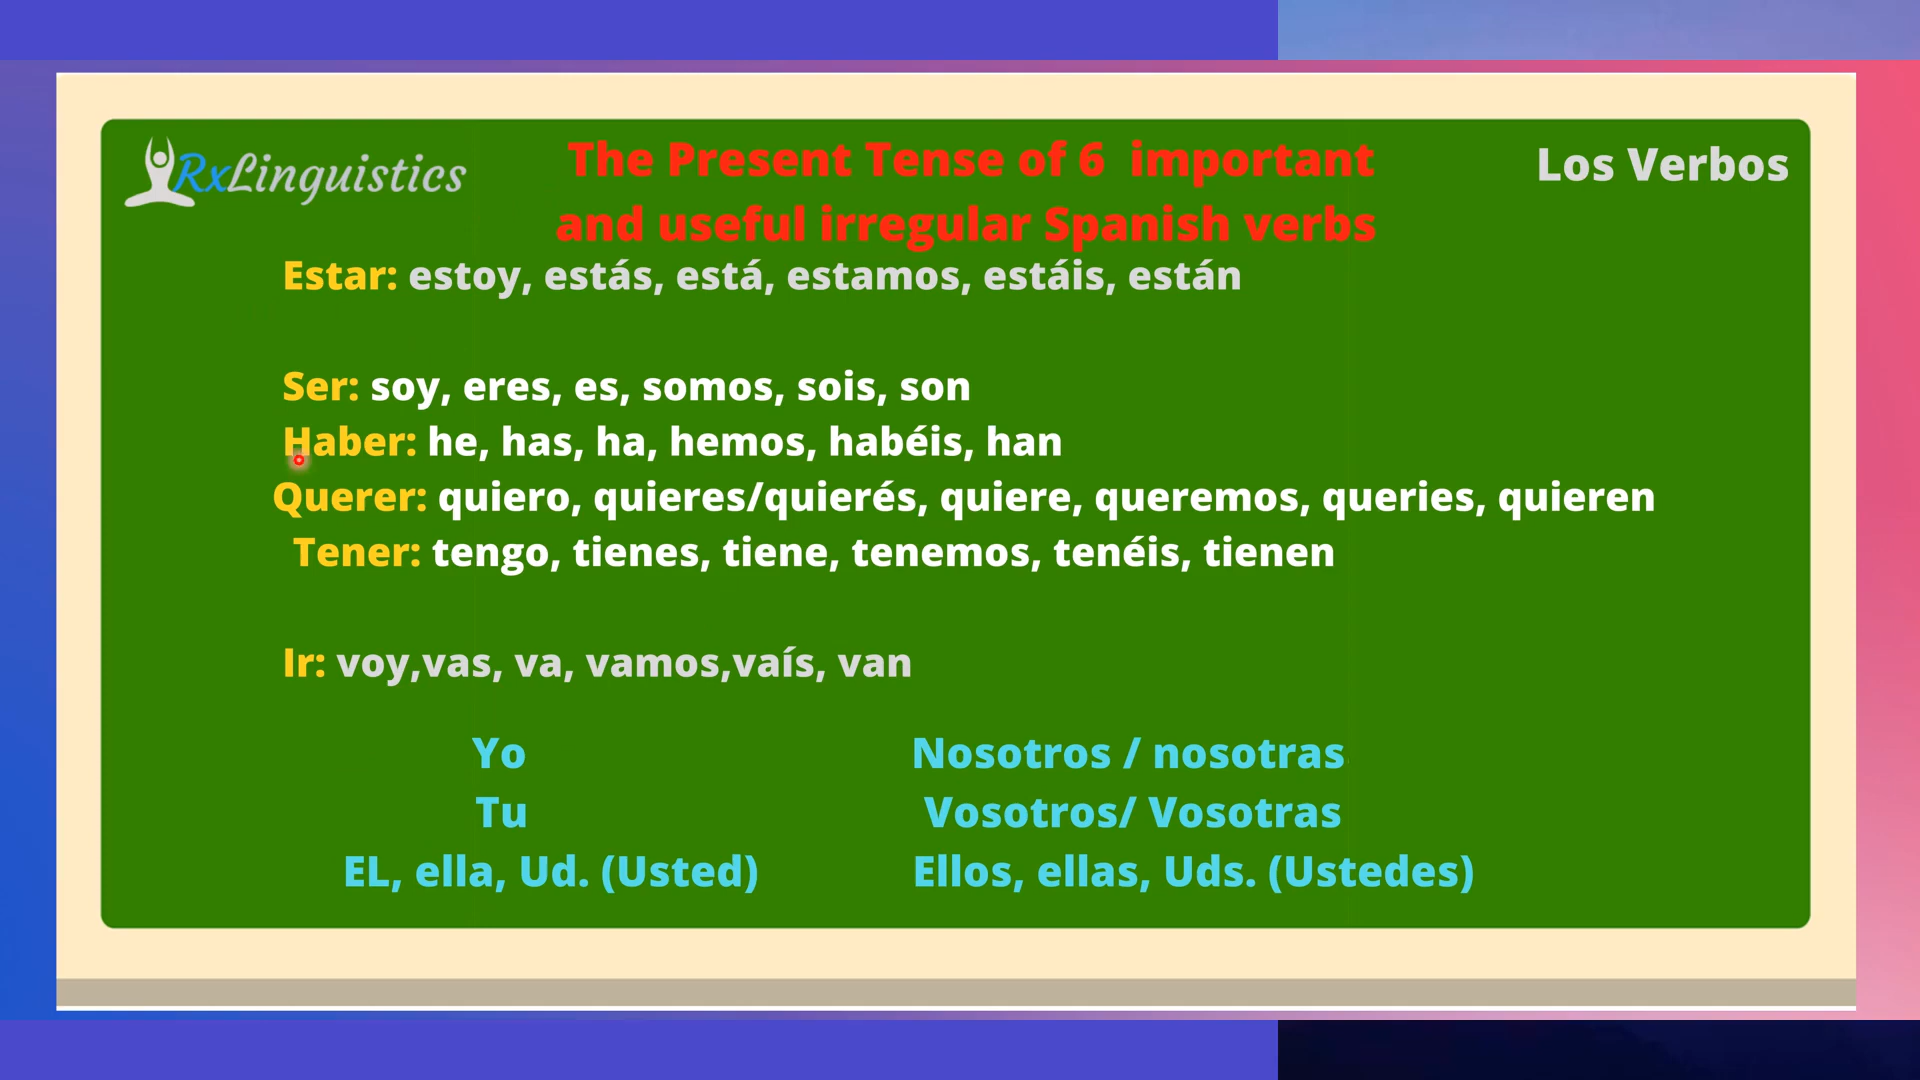 RxLinguistics
The Present Tense of 6 important
and useful irregular Spanish verbs
Los Verbos
Estar: estoy, estás, está, estamos, estáis, están
Ser: soy, eres, es, somos, sois, son
Haber: he, has, ha, hemos, habéis, han
Querer: quiero, quieres/quierés, quiere, queremos, queries, quieren
Tener: tengo, tienes, tiene, tenemos, tenéis, tienen
Ir: voy,vas, va, vamos,vaís, van
Yo
Tu
EL, ella, Ud. (Usted)
Nosotros / nosotras
Vosotros/ Vosotras
Ellos, ellas, Uds. (Ustedes)